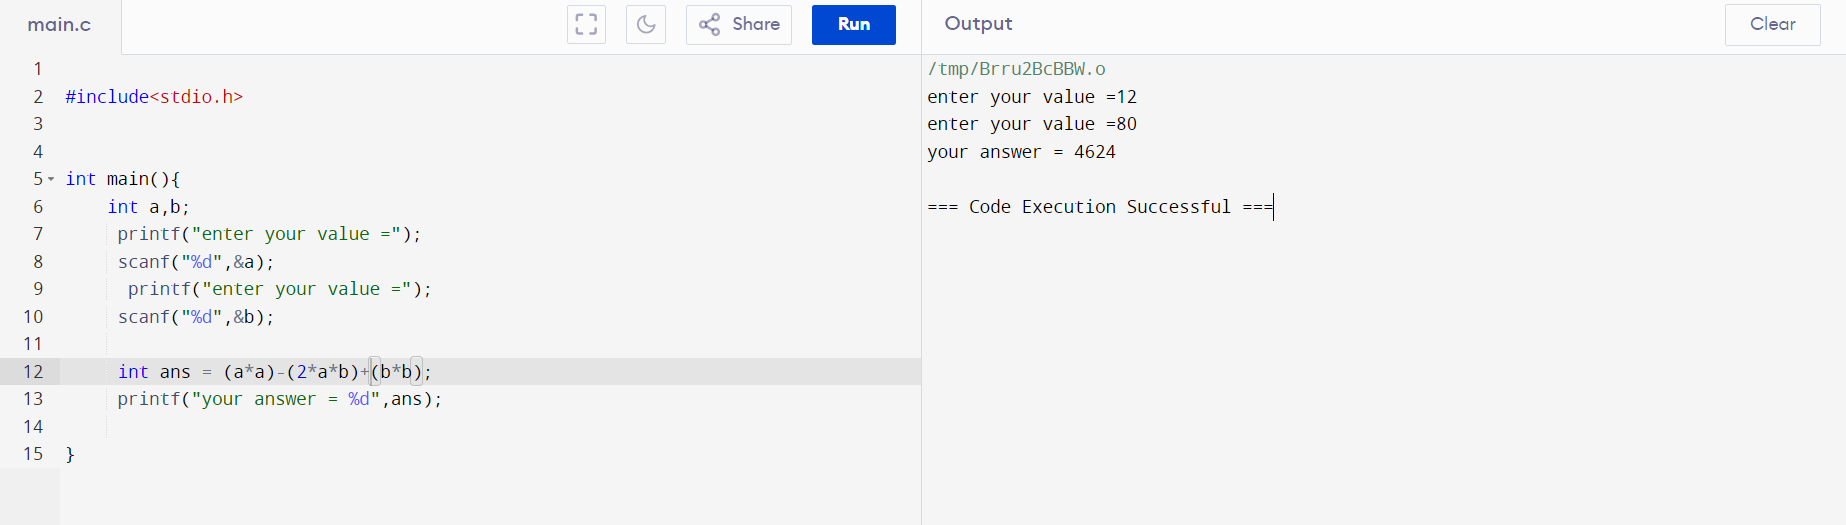 main.c
Share
Run
Output
Clear
1
2 #include<stdio.h>
3
4
5 int main(){
6 int a,b;
7 printf("enter your value =");
8 scanf("%d",&a);
9 printf("enter your value =");
10 scanf("%d",&b);
11
12 int ans = (a*a)-(2*a*b)+(b*b);
13 printf("your answer = %d",ans);
14
15 }
/tmp/Brru2BcBBW.o
enter your value =12
enter your value =80
your answer = 4624
=== Code Execution Successful ===